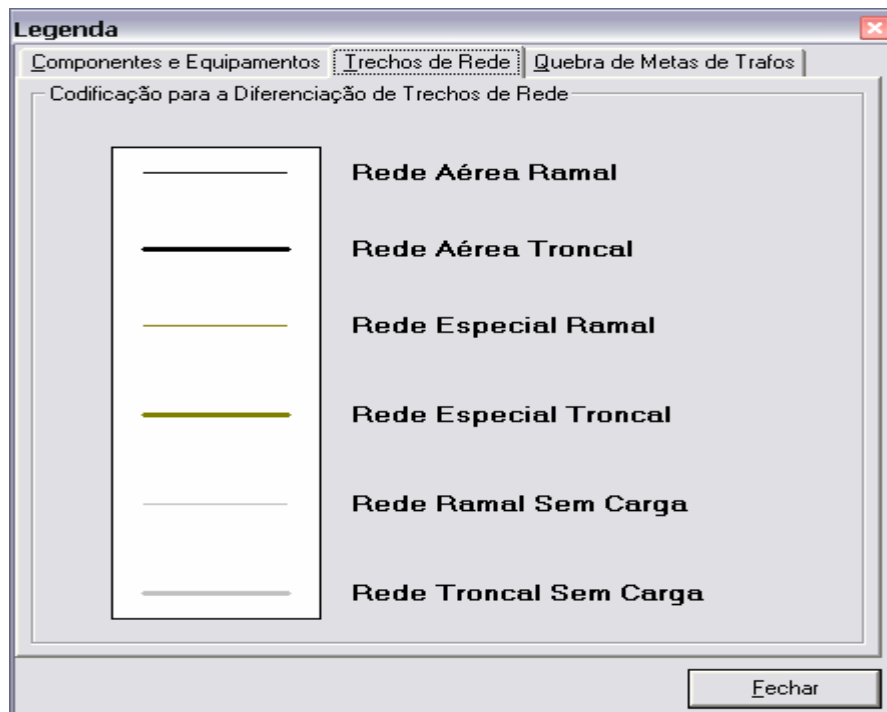 Legenda
Componentes e Equipamentos Trechos de Rede Quebra de Metas de Trafos
Codificação para a Diferenciação de Trechos de Rede
Rede Aérea Ramal
Rede Aérea Troncal
Rede Especial Ramal
Rede Especial Troncal
Rede Ramal Sem Carga
Rede Troncal Sem Carga
Fechar